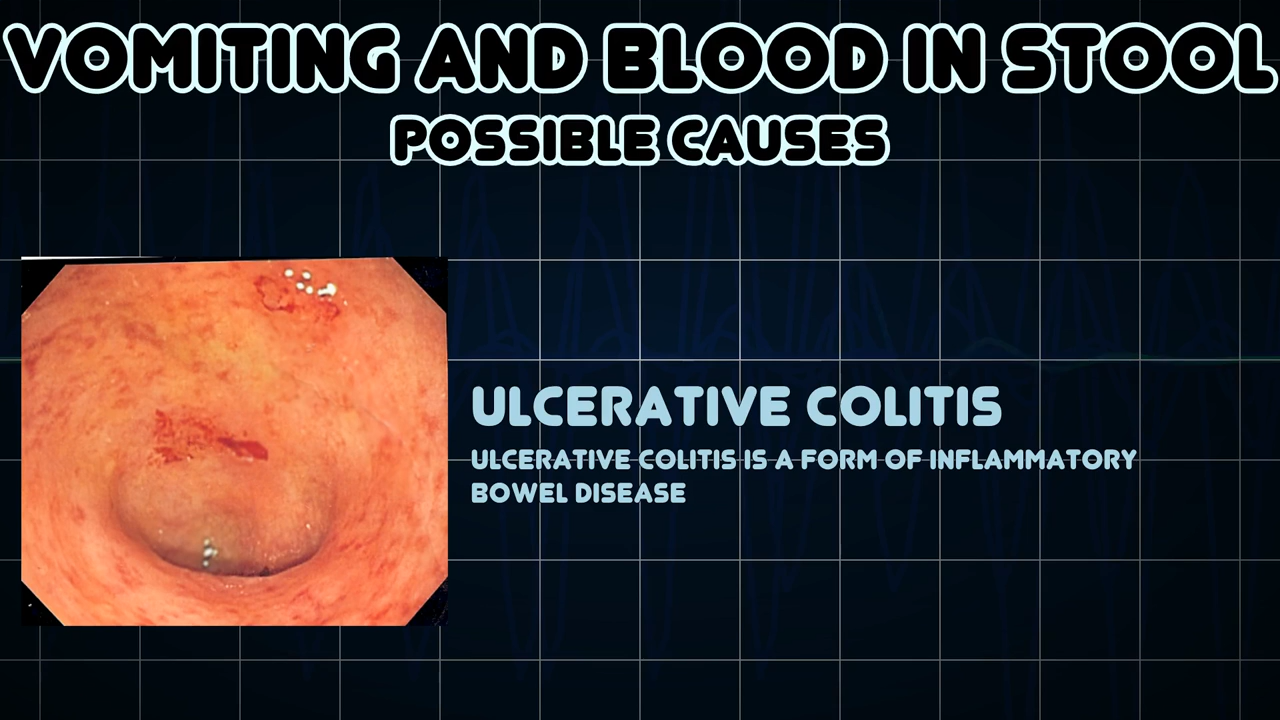 VOMITING AND BLOOD IN STOOL
POSSIBLE CAUSES
ULCERATIVE COLITIS
ULCERATIVE COLITIS IS A FORM OF INFLAMMATORY
BOWEL DISEASE